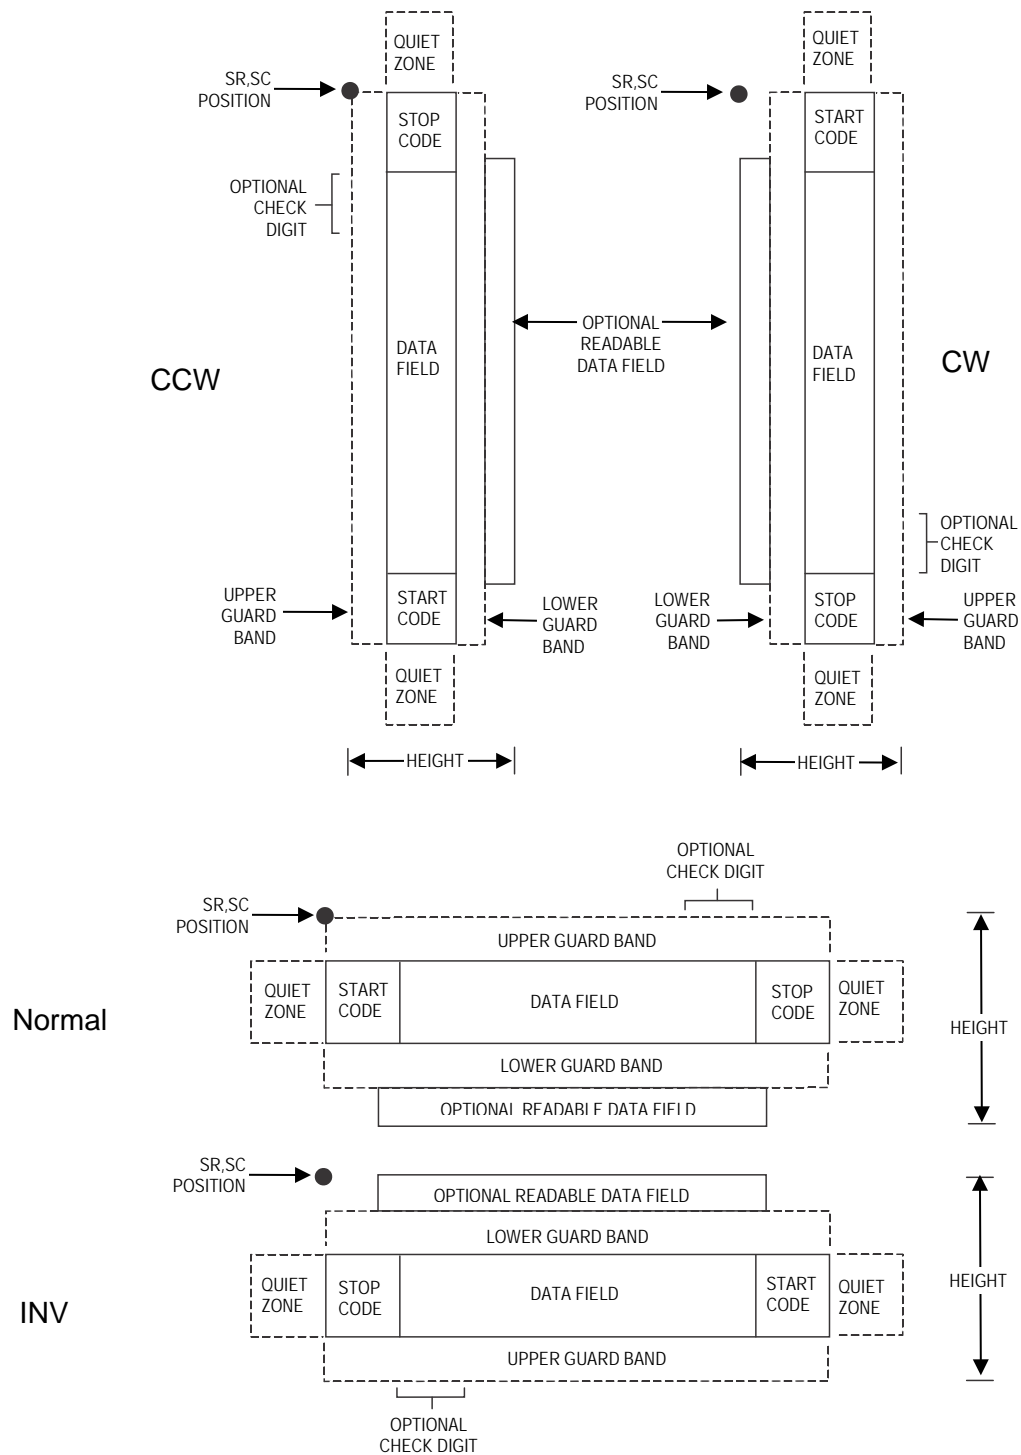 QUIET
ZONE
QUIET
ZONE
SR,SC
POSITION
SR,SC
POSITION
STOP
CODE
START
CODE
OPTIONAL
CHECK
DIGIT
OPTIONAL
READABLE
DATA FIELD
DATA
FIELD
DATA
FIELD
CCW
CW
OPTIONAL
CHECK
DIGIT
UPPER
GUARD
BAND
START
CODE
LOWER
GUARD
BAND
LOWER
GUARD
BAND
STOP
CODE
UPPER
GUARD
BAND
QUIET
ZONE
QUIET
ZONE
HEIGHT
HEIGHT
OPTIONAL
CHECK DIGIT
SR,SC
POSITION
UPPER GUARD BAND
Normal
QUIET
ZONE
START
CODE
DATA FIELD
STOP
CODE
QUIET
ZONE
HEIGHT
LOWER GUARD BAND
OPTIONAL READABLE DATA FIELD
SR,SC
POSITION
OPTIONAL READABLE DATA FIELD
LOWER GUARD BAND
INV
QUIET
ZONE
STOP
CODE
DATA FIELD
START
CODE
QUIET
ZONE
HEIGHT
UPPER GUARD BAND
OPTIONAL
CHECK DIGIT